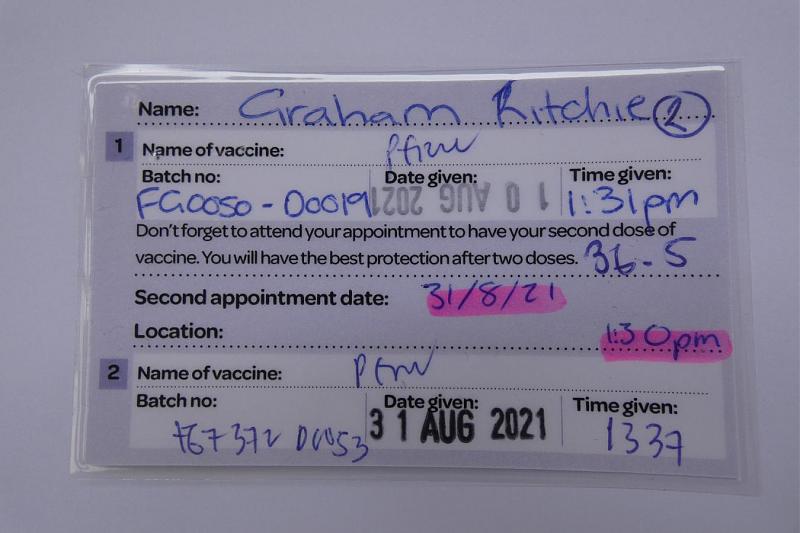 Name: Graham Ritchie 2
1 Name of vaccine: Pfizer
Batch no: Date given: Time given:
FG0050-D0019 10 AUG 2021 1:31pm
Don't forget to attend your appointment to have your second dose of
vaccine. You will have the best protection after two doses. 36-5
Second appointment date: 31/8/21
Location: 1:30pm
2 Name of vaccine: Pfizer
Batch no: Date given: Time given:
31 AUG 2021 1337